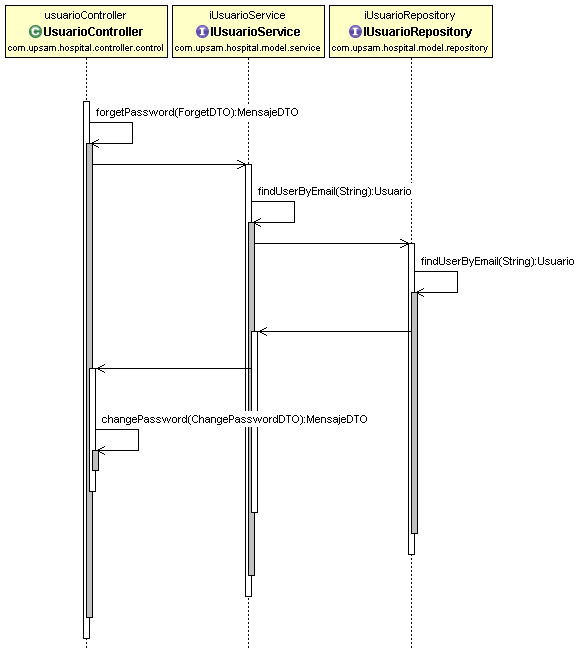 usuarioController
C UsuarioController
com.upsam.hospital.controller.control
iUsuarioService
I IUsuarioService
com.upsam.hospital.model.service
iUsuarioRepository
I IUsuarioRepository
com.upsam.hospital.model.repository
forgetPassword(ForgetDTO):MensajeDTO
findUserByEmail(String):Usuario
findUserByEmail(String):Usuario
changePassword(ChangePasswordDTO):MensajeDTO